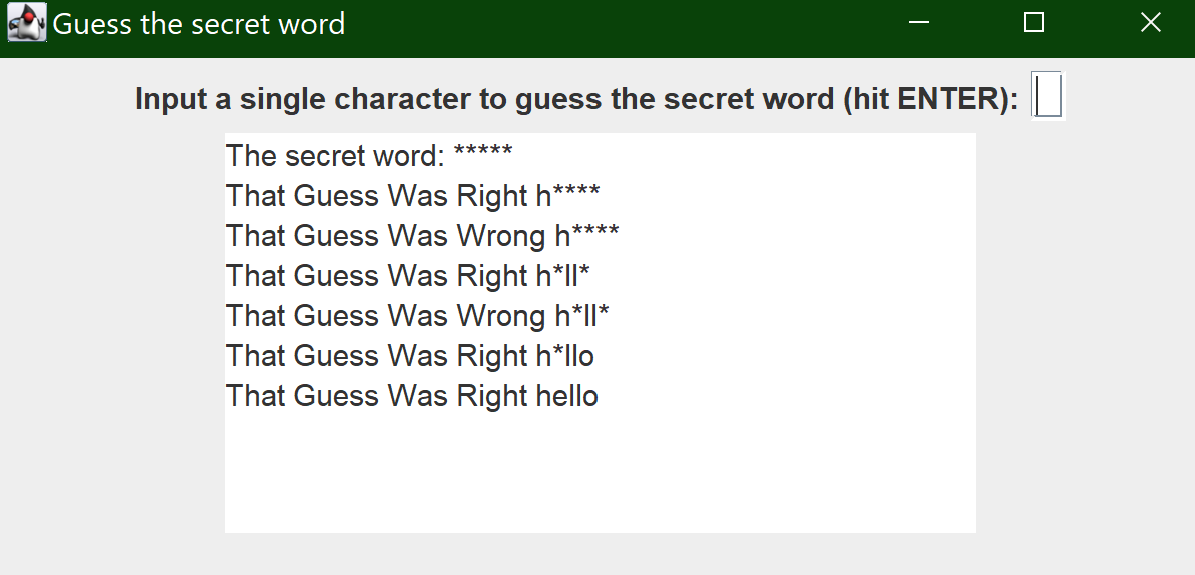 Guess the secret word
Input a single character to guess the secret word (hit ENTER):
The secret word: *****
That Guess Was Right h****
That Guess Was Wrong h****
That Guess Was Right h*ll*
That Guess Was Wrong h*ll*
That Guess Was Right h*llo
That Guess Was Right hello